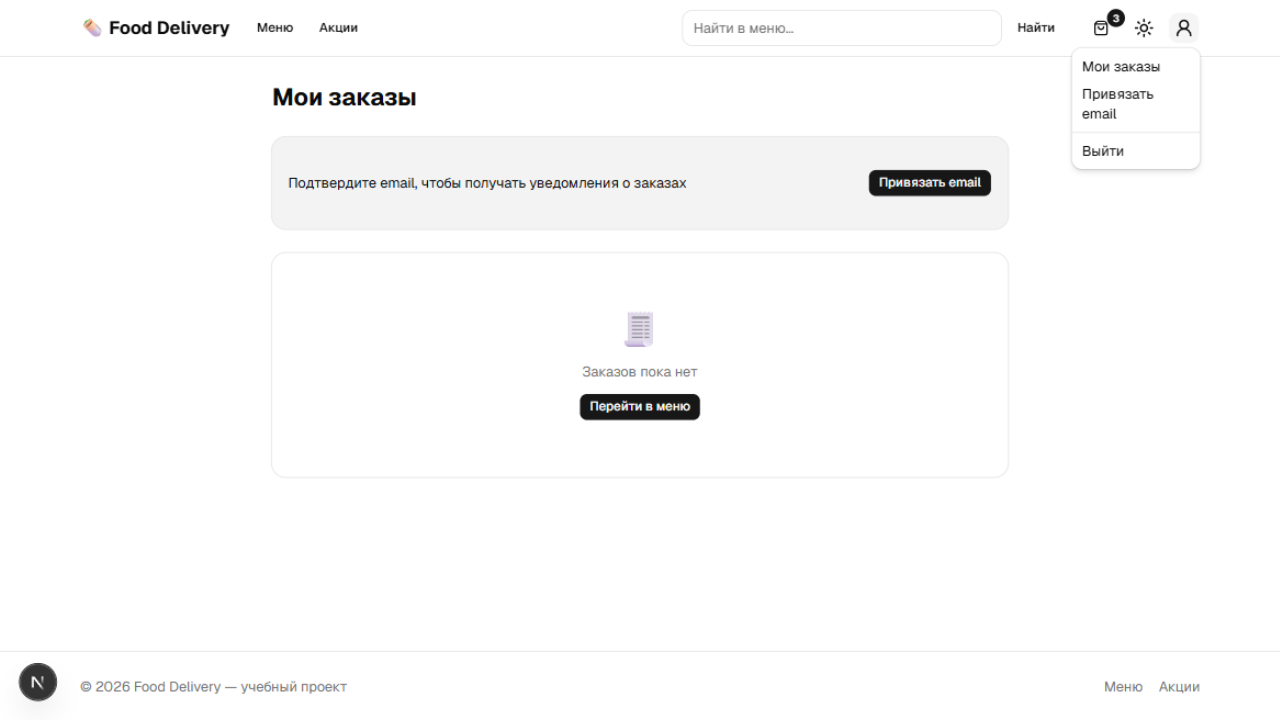 Food Delivery
Меню
Акции
Найти в меню...
Найти
3
Мои заказы
Привязать
email
Выйти
Мои заказы
Подтвердите email, чтобы получать уведомления о заказах
Привязать email
Заказов пока нет
Перейти в меню
N
© 2026 Food Delivery — учебный проект
Меню
Акции